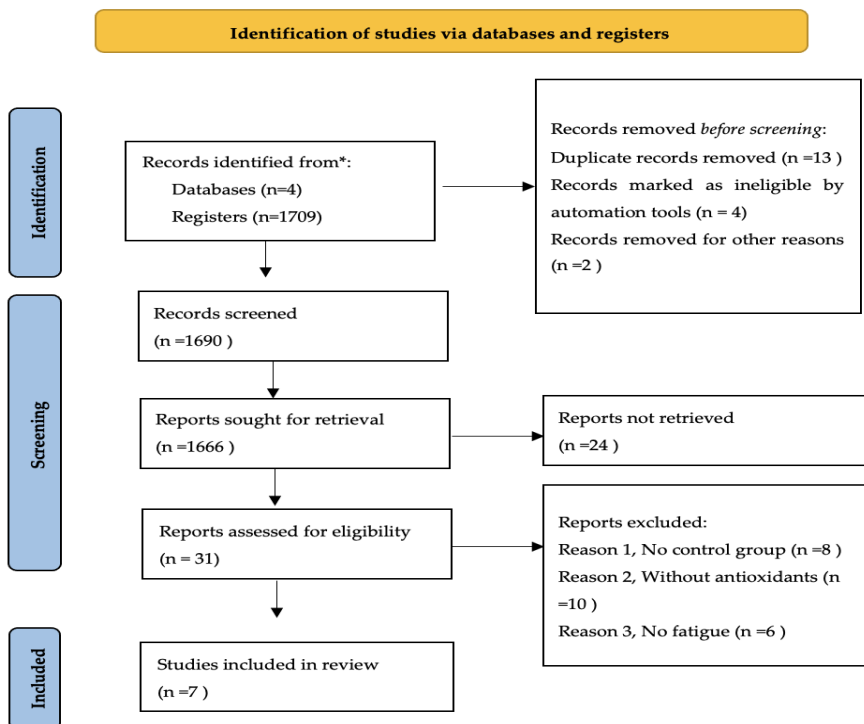 Identification of studies via databases and registers
Identification
Records identified from*:
Databases (n=4)
Registers (n=1709)
Records removed before screening:
Duplicate records removed (n =13 )
Records marked as ineligible by
automation tools (n = 4)
Records removed for other reasons
(n =2 )
Screening
Records screened
(n =1690 )
Reports sought for retrieval
(n =1666 )
Reports not retrieved
(n =24 )
Reports assessed for eligibility
(n = 31)
Reports excluded:
Reason 1, No control group (n =8 )
Reason 2, Without antioxidants (n
=10 )
Reason 3, No fatigue (n =6 )
Included
Studies included in review
(n =7 )